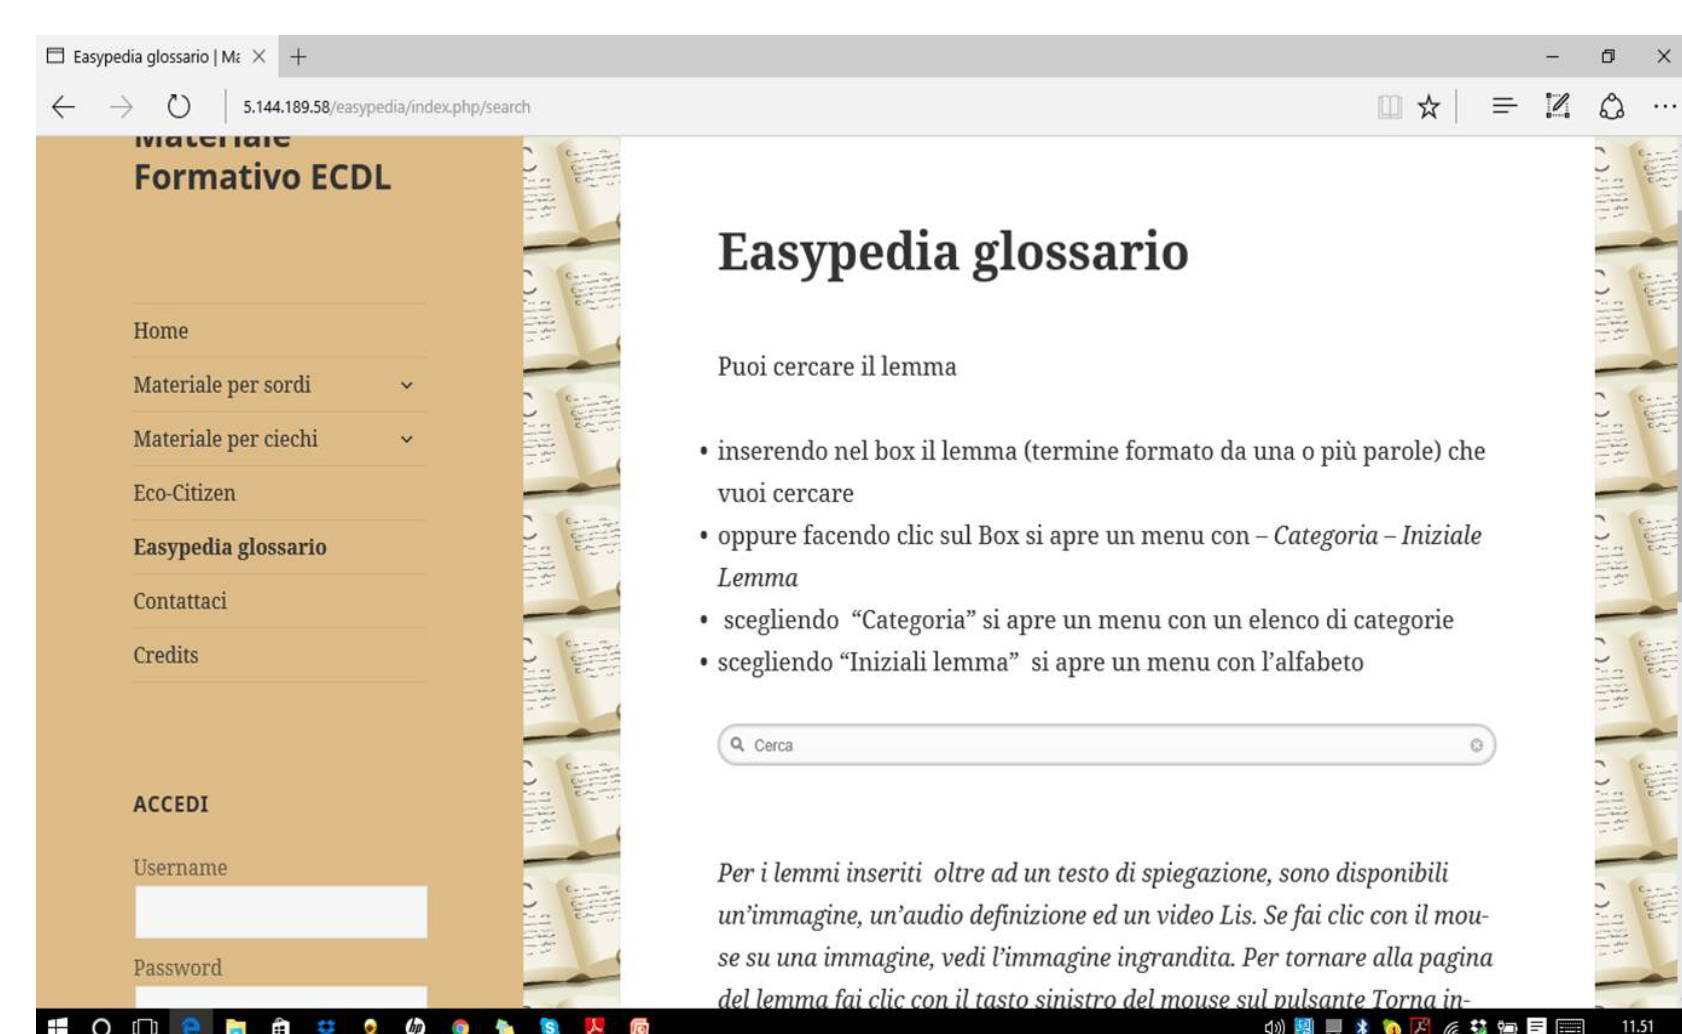 Easypedia glossario | Ma
5.144.189.58/easypedia/index.php/search
Materiale
Formativo ECDL
Home
Materiale per sordi
Materiale per ciechi
Eco-Citizen
Easypedia glossario
Contattaci
Credits
ACCEDI
Username
Password
Easypedia glossario
Puoi cercare il lemma
• inserendo nel box il lemma (termine formato da una o più parole) che
vuoi cercare
• oppure facendo clic sul Box si apre un menu con – Categoria – Iniziale
Lemma
• scegliendo “Categoria” si apre un menu con un elenco di categorie
• scegliendo “Iniziali lemma” si apre un menu con l’alfabeto
Cerca
Per i lemmi inseriti oltre ad un testo di spiegazione, sono disponibili
un’immagine, un’audio definizione ed un video Lis. Se fai clic con il mou-
se su una immagine, vedi l’immagine ingrandita. Per tornare alla pagina
del lemma fai clic con il tasto sinistro del mouse sul pulsante Torna in-
11.51